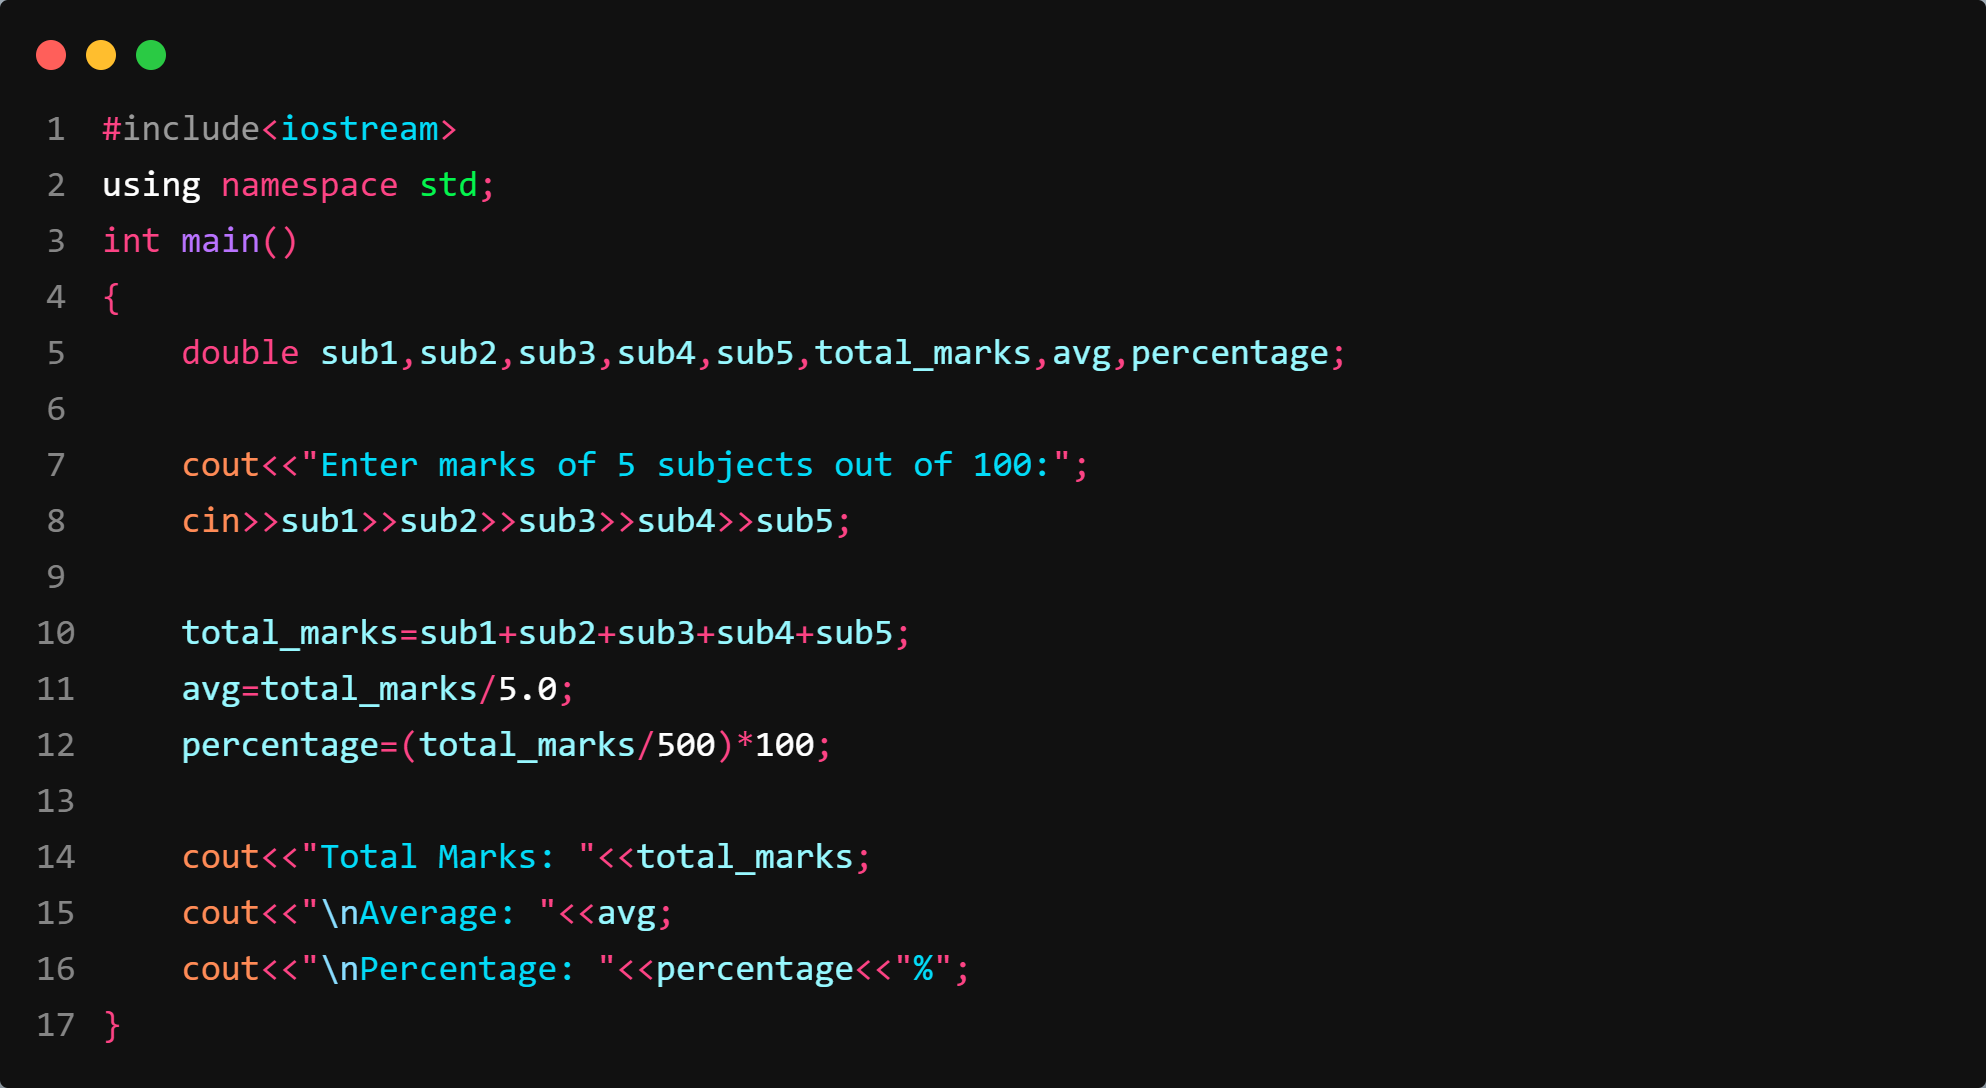 1 #include<iostream>
2 using namespace std;
3 int main()
4 {
5     double sub1,sub2,sub3,sub4,sub5,total_marks,avg,percentage;
6
7     cout<<"Enter marks of 5 subjects out of 100:";
8     cin>>sub1>>sub2>>sub3>>sub4>>sub5;
9
10     total_marks=sub1+sub2+sub3+sub4+sub5;
11     avg=total_marks/5.0;
12     percentage=(total_marks/500)*100;
13
14     cout<<"Total Marks: "<<total_marks;
15     cout<<"\nAverage: "<<avg;
16     cout<<"\nPercentage: "<<percentage<<"%";
17 }